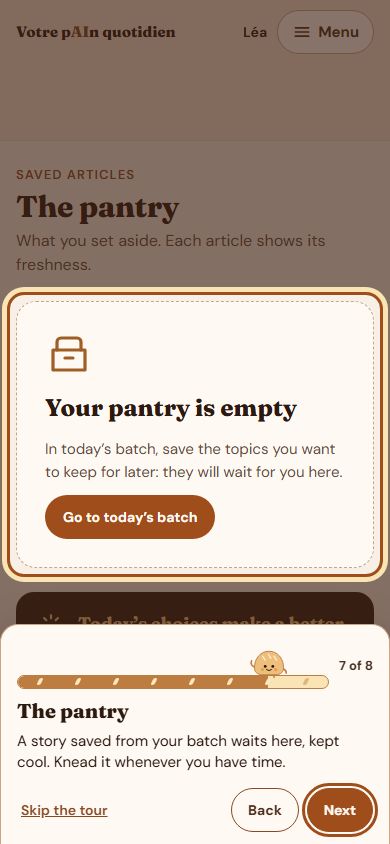 Votre pAIn quotidien
Léa
Menu
SAVED ARTICLES
The pantry
What you set aside. Each article shows its
freshness.
Your pantry is empty
In today’s batch, save the topics you want
to keep for later: they will wait for you here.
Go to today’s batch
Today’s choices make a better
7 of 8
The pantry
A story saved from your batch waits here, kept
cool. Knead it whenever you have time.
Skip the tour
Back
Next